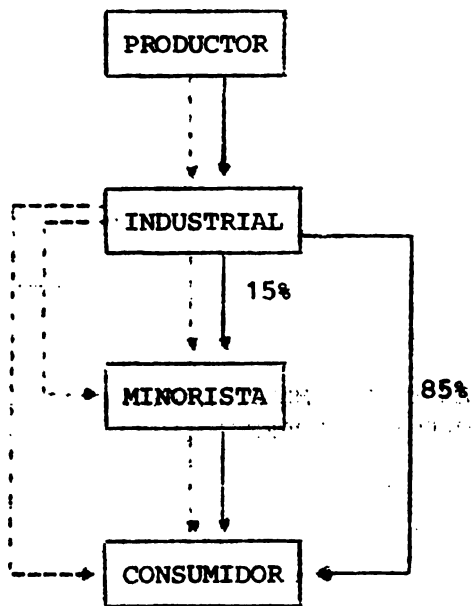 PRODUCTOR
INDUSTRIAL
15%
MINORISTA
85%
CONSUMIDOR